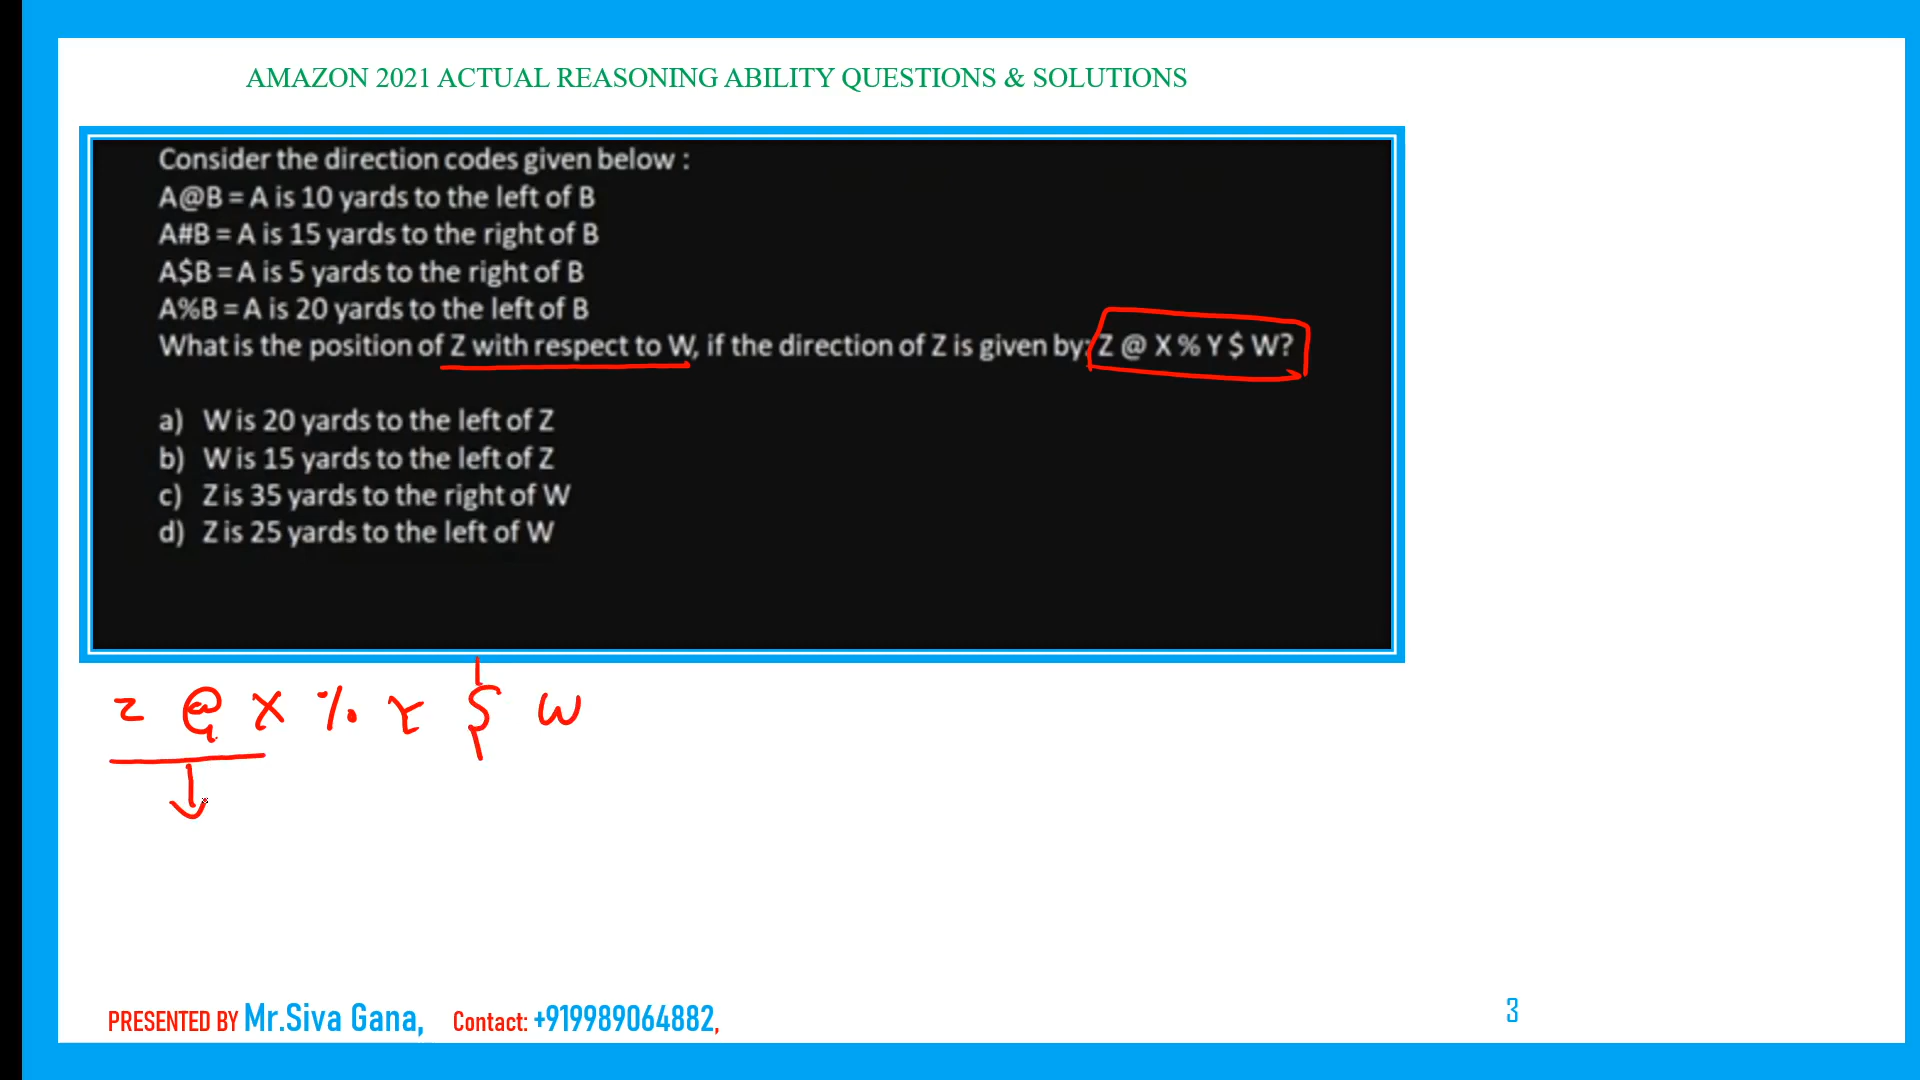 AMAZON 2021 ACTUAL REASONING ABILITY QUESTIONS & SOLUTIONS
Consider the direction codes given below :
A@B = A is 10 yards to the left of B
A#B = A is 15 yards to the right of B
A$B = A is 5 yards to the right of B
A%B = A is 20 yards to the left of B
What is the position of Z with respect to W, if the direction of Z is given by: Z @ X % Y $ W?
a) W is 20 yards to the left of Z
b) W is 15 yards to the left of Z
c) Z is 35 yards to the right of W
d) Z is 25 yards to the left of W
Z @ X % Y $ W
PRESENTED BY Mr.Siva Gana, Contact: +919989064882,
3